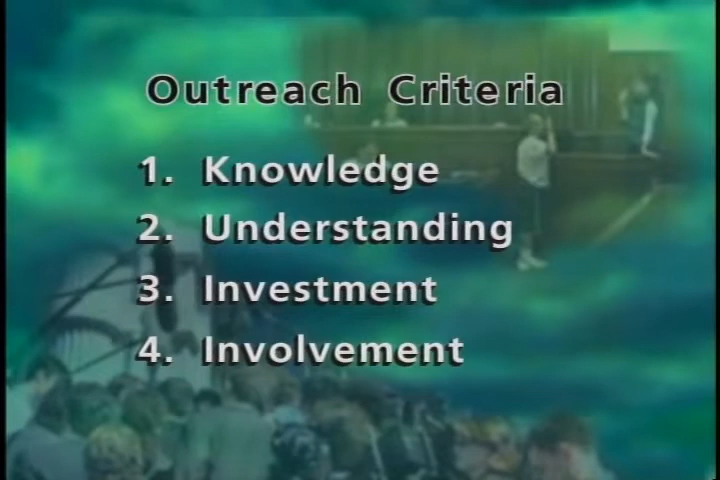 Outreach Criteria
1. Knowledge
2. Understanding
3. Investment
4. Involvement